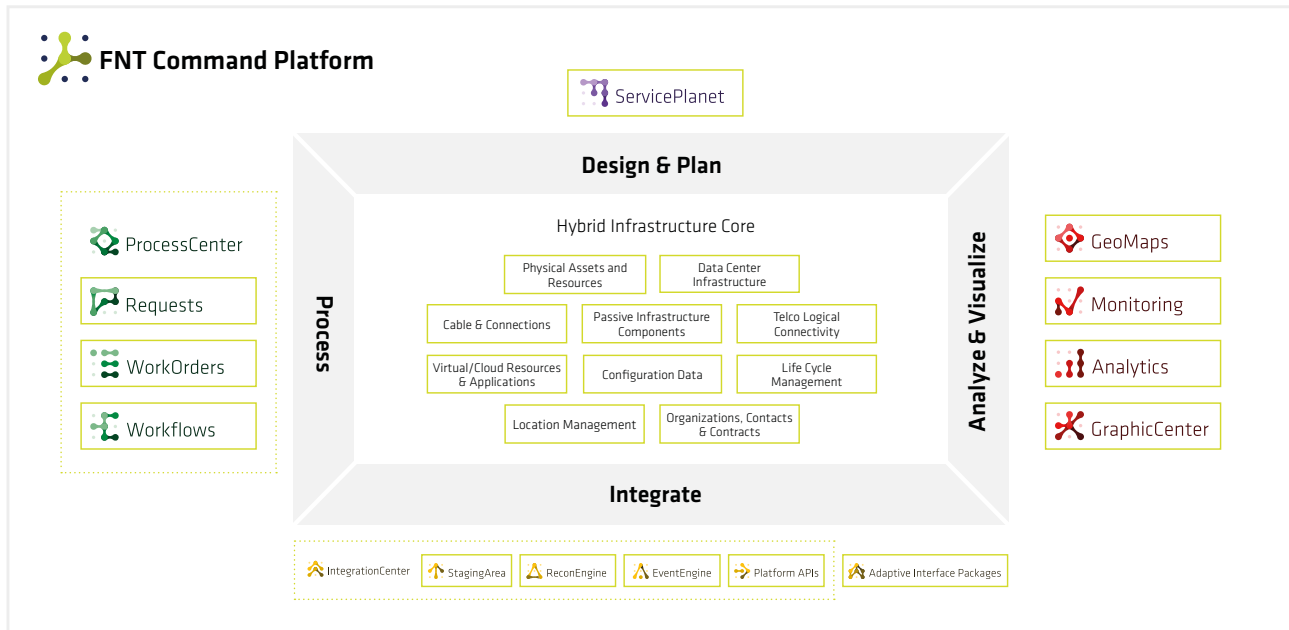 FNT Command Platform
ServicePlanet
Design & Plan
ProcessCenter
Requests
WorkOrders
Workflows
Process
Hybrid Infrastructure Core
Physical Assets and
Resources
Data Center
Infrastructure
Cable & Connections
Passive Infrastructure
Components
Telco Logical
Connectivity
Virtual/Cloud Resources
& Applications
Configuration Data
Life Cycle
Management
Location Management
Organizations, Contacts
& Contracts
Analyze & Visualize
GeoMaps
Monitoring
Analytics
GraphicCenter
Integrate
IntegrationCenter
StagingArea
ReconEngine
EventEngine
Platform APIs
Adaptive Interface Packages